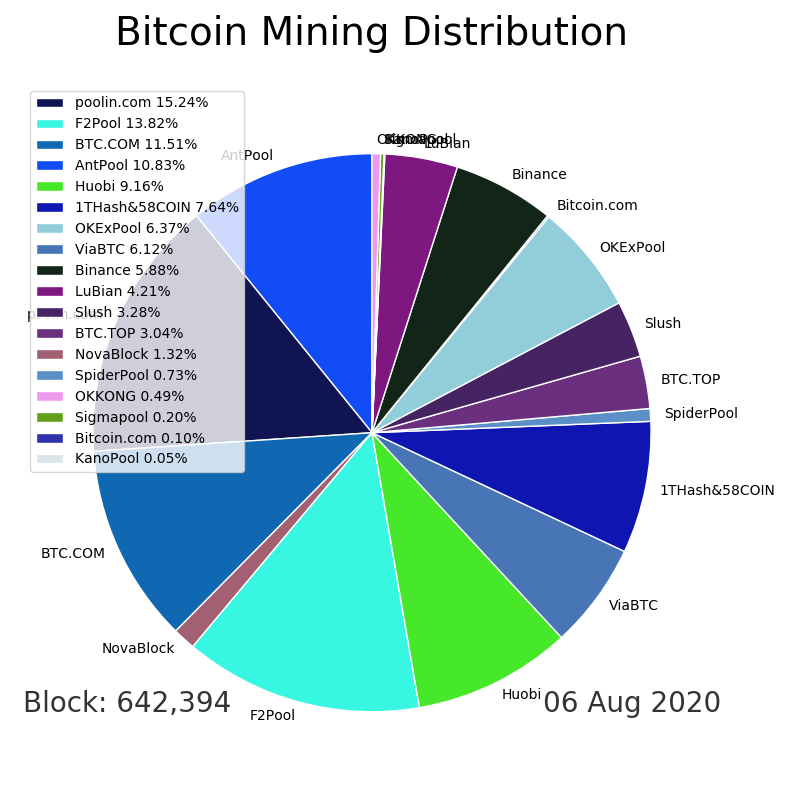 Bitcoin Mining Distribution
poolin.com 15.24%
F2Pool 13.82%
BTC.COM 11.51%
AntPool 10.83%
Huobi 9.16%
1THash&58COIN 7.64%
OKExPool 6.37%
ViaBTC 6.12%
Binance 5.88%
LuBian 4.21%
Slush 3.28%
BTC.TOP 3.04%
NovaBlock 1.32%
SpiderPool 0.73%
OKKONG 0.49%
Sigmapool 0.20%
Bitcoin.com 0.10%
KanoPool 0.05%
AntPool
LuBian
Binance
Bitcoin.com
OKExPool
Slush
BTC.TOP
SpiderPool
1THash&58COIN
ViaBTC
Huobi
F2Pool
NovaBlock
BTC.COM
Block: 642,394
06 Aug 2020